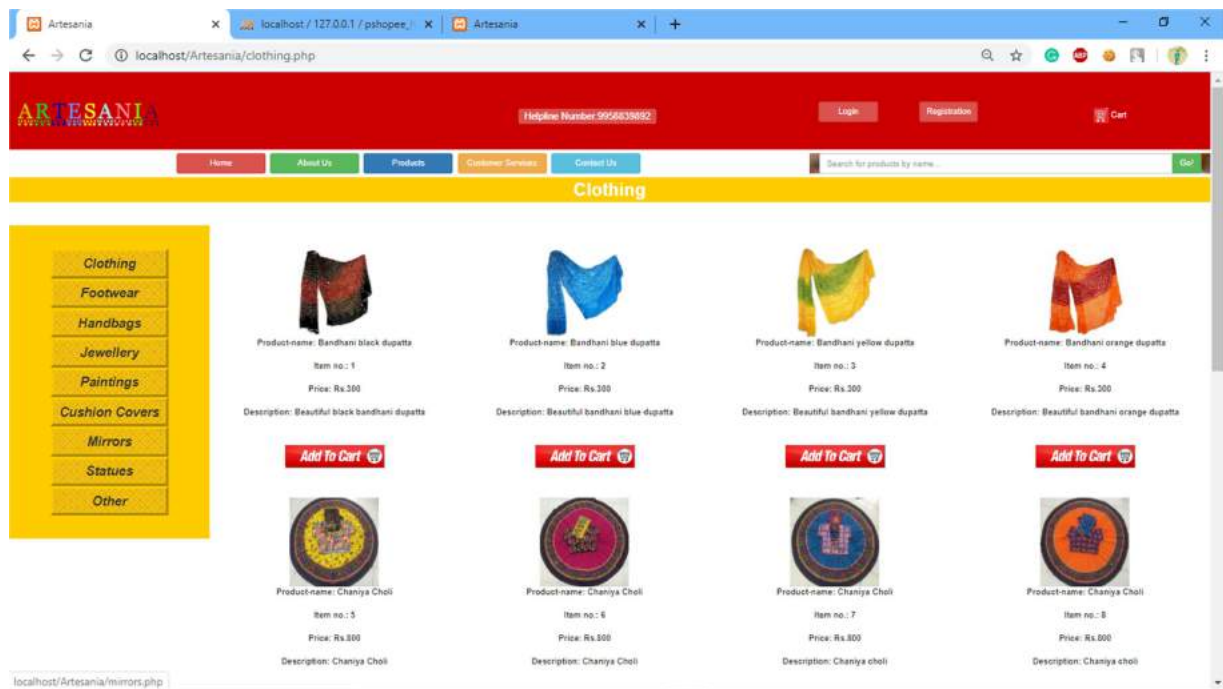 Artesania
localhost / 127.0.0.1 / pshopee_
Artesania
localhost/Artesania/clothing.php
ABP
ARTESANIA
Helpline Number:9958839892
Login
Registration
Cart
Home
About Us
Products
Customer Services
Contact Us
Search for products by name...
Go!
Clothing
Clothing
Footwear
Handbags
Jewellery
Paintings
Cushion Covers
Mirrors
Statues
Other
Product-name: Bandhani black dupatta
Item no.: 1
Price: Rs.300
Description: Beautiful black bandhani dupatta
Add To Cart
Product-name: Bandhani blue dupatta
Item no.: 2
Price: Rs.300
Description: Beautiful bandhani blue dupatta
Add To Cart
Product-name: Bandhani yellow dupatta
Item no.: 3
Price: Rs.300
Description: Beautiful bandhani yellow dupatta
Add To Cart
Product-name: Bandhani orange dupatta
Item no.: 4
Price: Rs.300
Description: Beautiful bandhani orange dupatta
Add To Cart
Product-name: Chaniya Choli
Item no.: 5
Price: Rs.800
Description: Chaniya Choli
Product-name: Chaniya Choli
Item no.: 6
Price: Rs.800
Description: Chaniya Choli
Product-name: Chaniya Choli
Item no.: 7
Price: Rs.800
Description: Chaniya choli
Product-name: Chaniya Choli
Item no.: 8
Price: Rs.800
Description: Chaniya choli
localhost/Artesania/mirrors.php